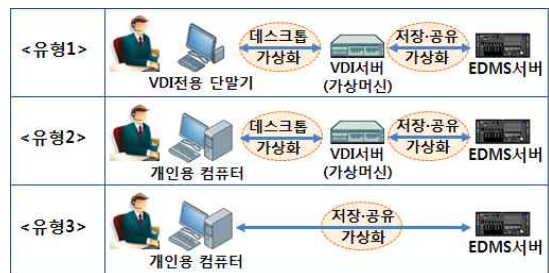 <유형1>
데스크톱
가상화
저장·공유
가상화
VDI전용 단말기
VDI서버
(가상머신)
EDMS서버
<유형2>
데스크톱
가상화
저장·공유
가상화
개인용 컴퓨터
VDI서버
(가상머신)
EDMS서버
<유형3>
저장·공유
가상화
개인용 컴퓨터
EDMS서버